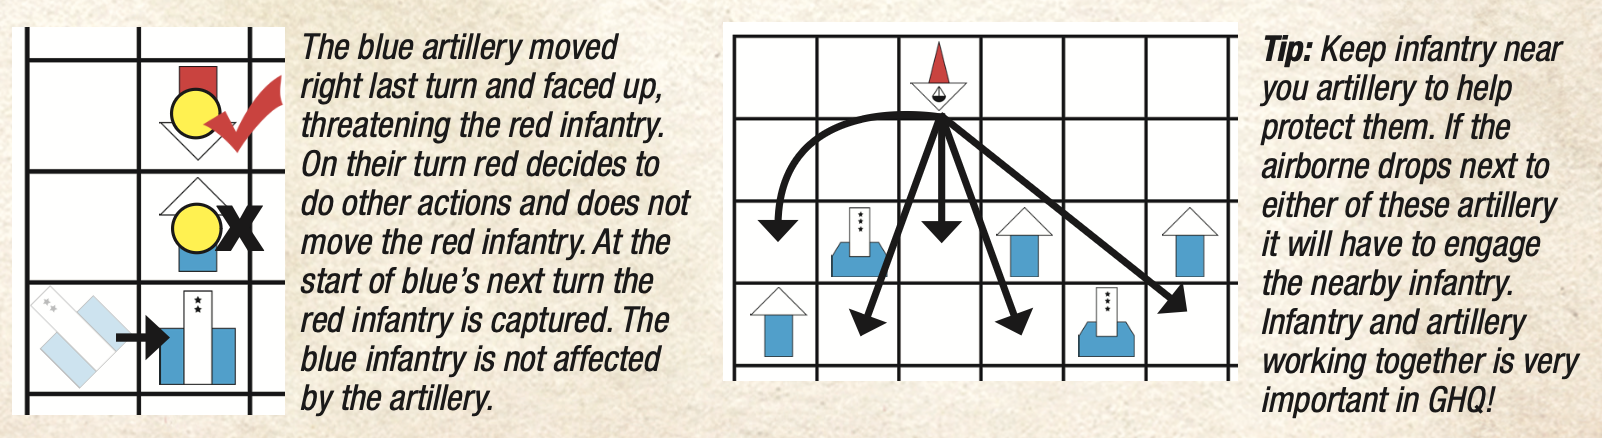 The blue artillery moved
right last turn and faced up,
threatening the red infantry.
On their turn red decides to
do other actions and does not
move the red infantry. At the
start of blue's next turn the
red infantry is captured. The
blue infantry is not affected
by the artillery.
Tip: Keep infantry near
you artillery to help
protect them. If the
airborne drops next to
either of these artillery
it will have to engage
the nearby infantry.
Infantry and artillery
working together is very
important in GHQ!